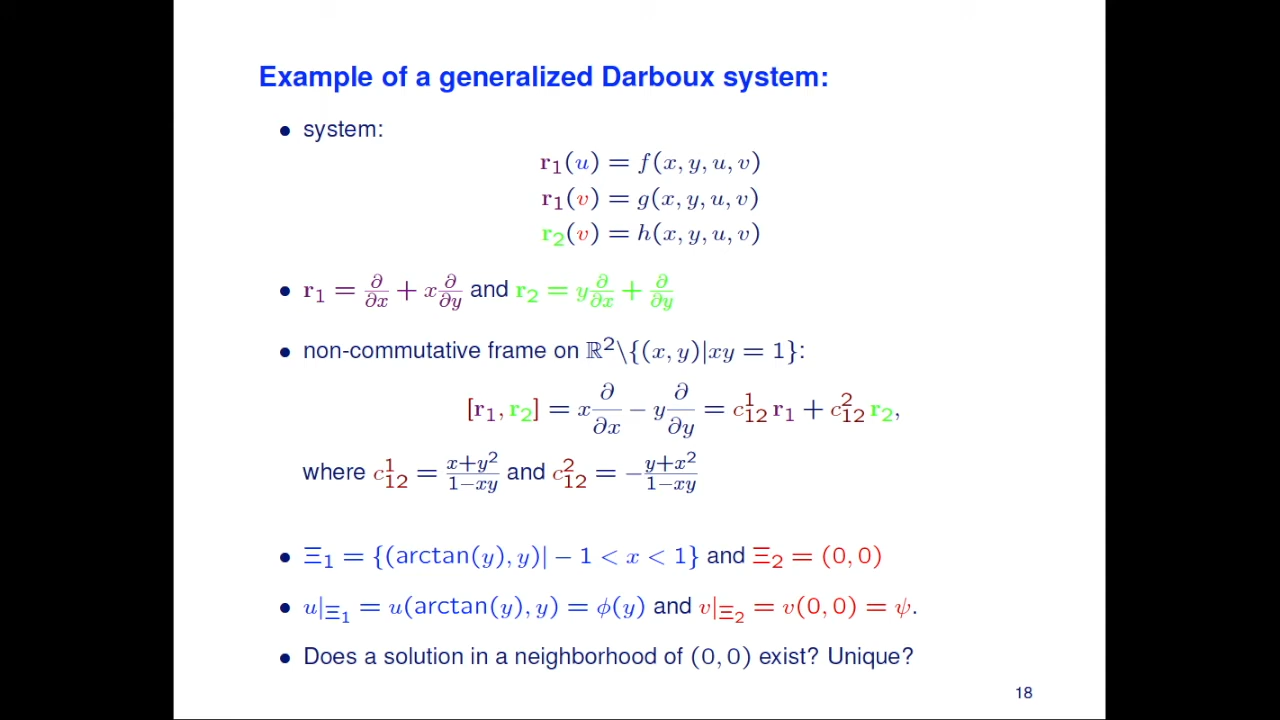 Example of a generalized Darboux system:
• system:
r₁(u) = f(x, y, u, v)
r₁(v) = g(x, y, u, v)
r₂(v) = h(x, y, u, v)
• r₁ = ∂/∂x + x ∂/∂y and r₂ = y ∂/∂x + ∂/∂y
• non-commutative frame on ℝ²\{(x, y)|xy = 1}:
[r₁, r₂] = x ∂/∂x − y ∂/∂y = c¹₁₂ r₁ + c²₁₂ r₂,
where c¹₁₂ = (x+y²)/(1−xy) and c²₁₂ = −(y+x²)/(1−xy)
• Ξ₁ = {(arctan(y), y)| − 1 < x < 1} and Ξ₂ = (0, 0)
• u|Ξ₁ = u(arctan(y), y) = ϕ(y) and v|Ξ₂ = v(0, 0) = ψ.
• Does a solution in a neighborhood of (0, 0) exist? Unique?
18